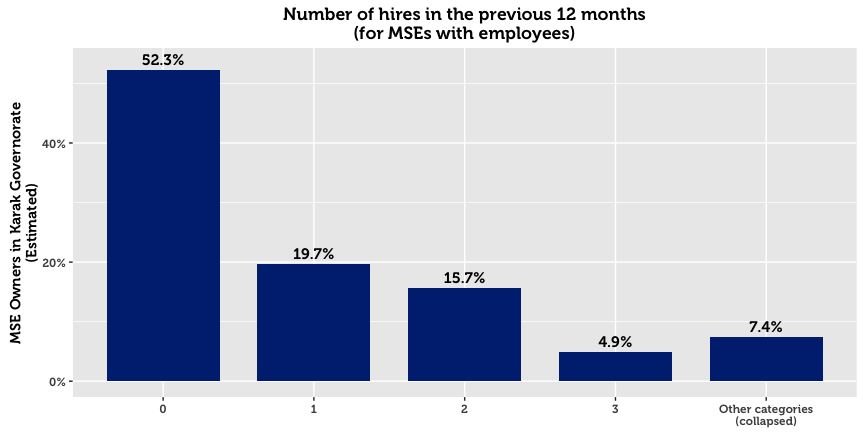 Number of hires in the previous 12 months
(for MSEs with employees)
MSE Owners in Karak Governorate
(Estimated)
52.3%
19.7%
15.7%
4.9%
7.4%
40%
20%
0%
0
1
2
3
Other categories
(collapsed)